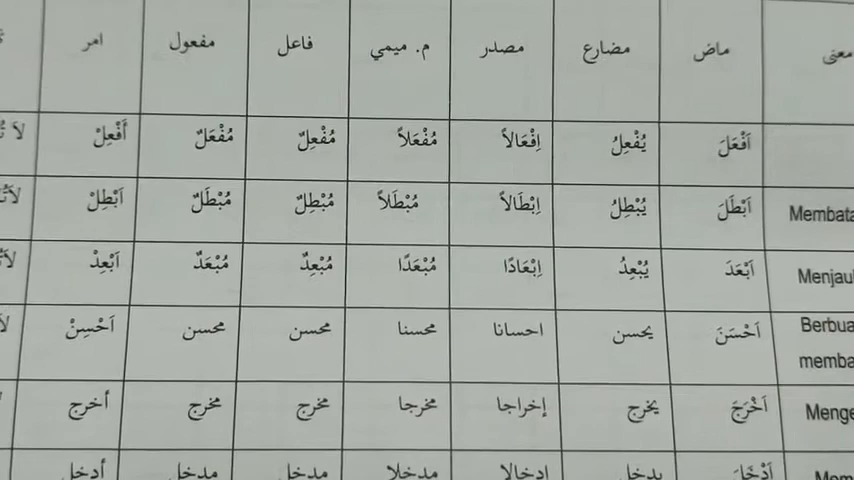 معنى ماض مضارع مصدر م. ميمي فاعل مفعول امر
اَفْعَلَ يُفْعِلُ اِفْعَالاً مُفْعَلاً مُفْعِلٌ مُفْعَلٌ أَفْعِلْ لاَ
اَبْطَلَ يُبْطِلُ اِبْطَالاً مُبْطَلاً مُبْطِلٌ مُبْطَلٌ اَبْطِلْ
اَبْعَدَ يُبْعِدُ اِبْعَادًا مُبْعَدًا مُبْعِدٌ مُبْعَدٌ اَبْعِدْ
اَحْسَنَ يحسن احسانا محسنا محسن محسن اَحْسِنْ
اَخْرَجَ يخرج إخراجا مخرجا مخرج مخرج أخرج
اَدْخَلَ يدخل ادخالا مدخلا مدخل مدخل أدخل
Membata
Menjau
Berbua
memba
Menge